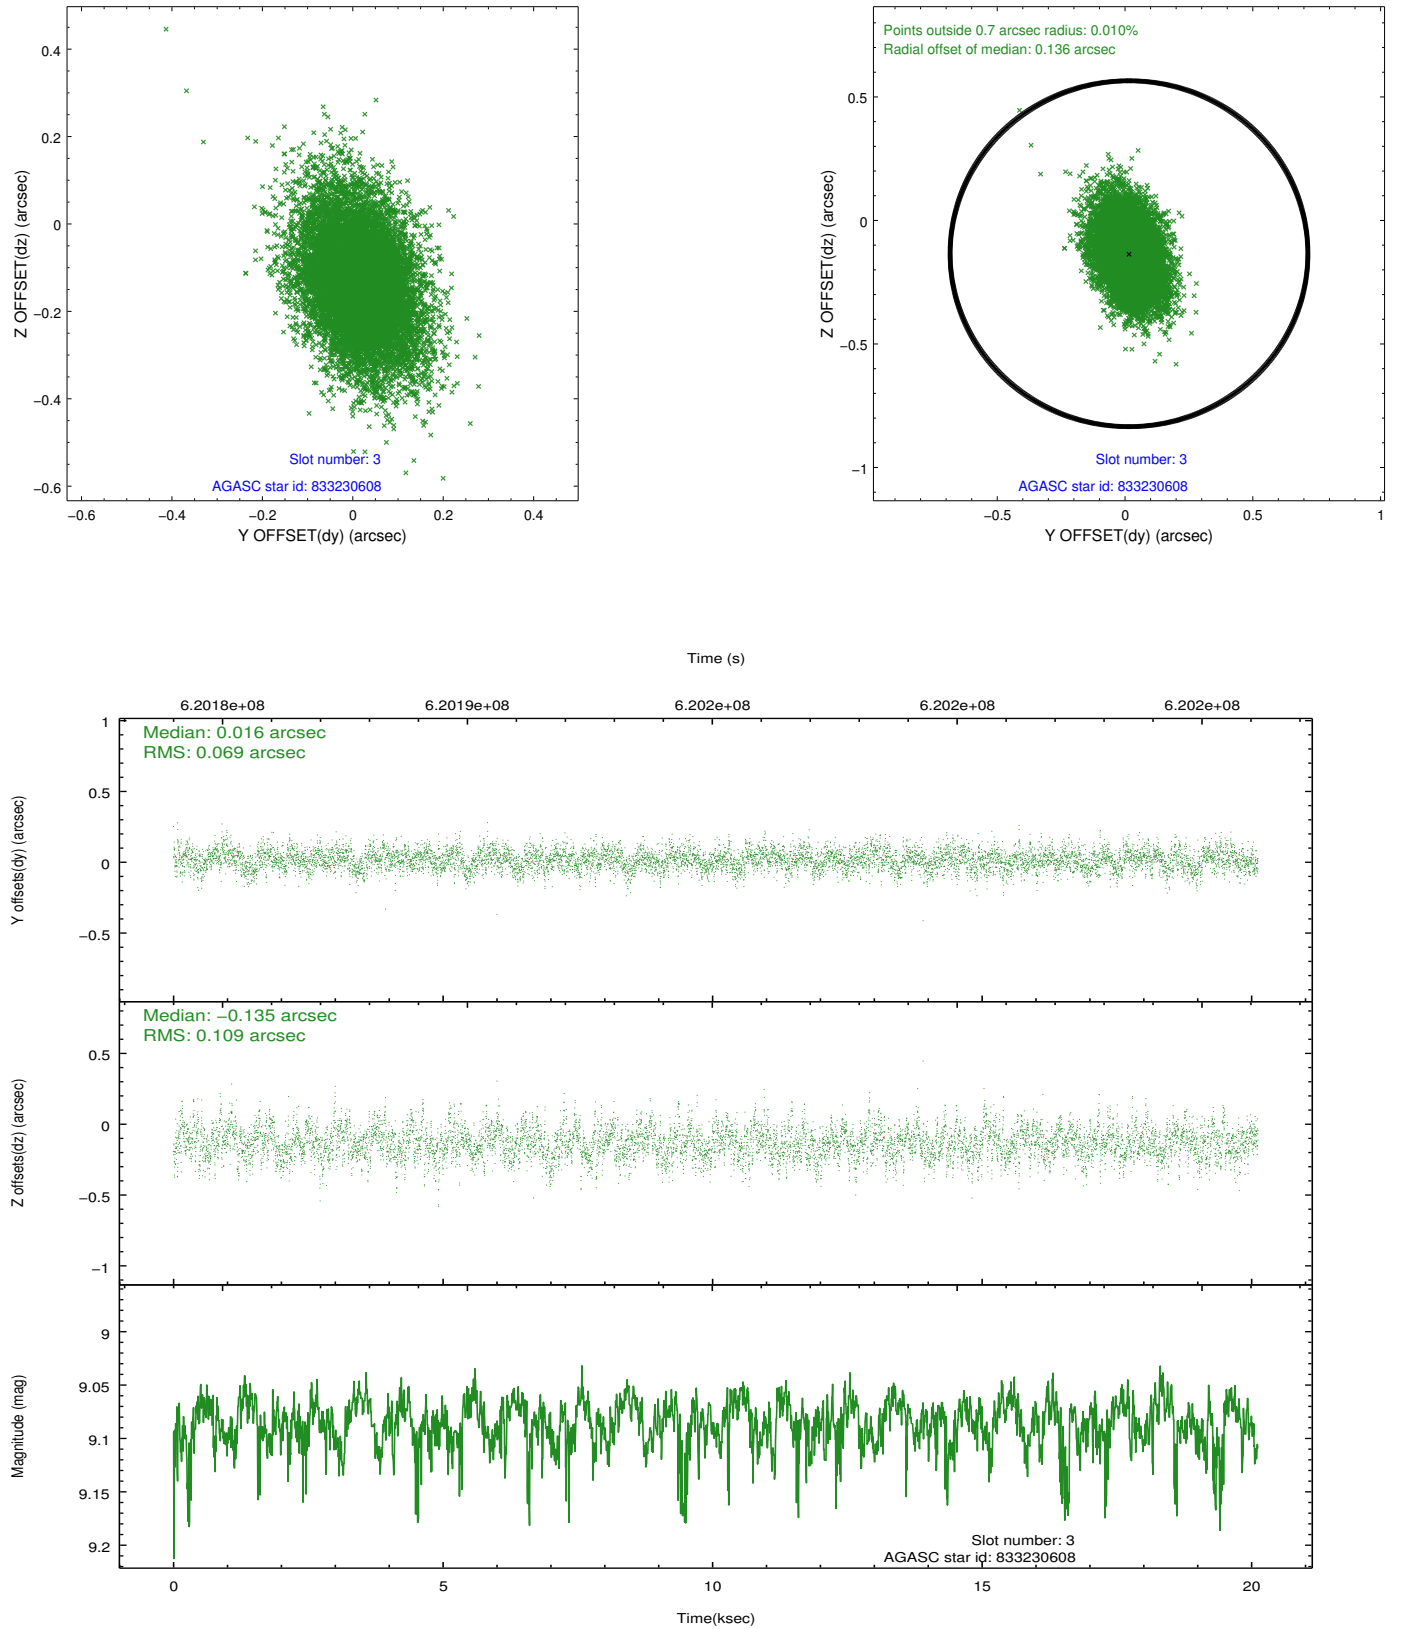 0.4
0.2
0
−0.2
−0.4
−0.6
Z OFFSET(dz) (arcsec)
Slot number: 3
AGASC star id: 833230608
−0.6
−0.4
−0.2
0
0.2
0.4
Y OFFSET(dy) (arcsec)
Points outside 0.7 arcsec radius: 0.010%
Radial offset of median: 0.136 arcsec
0.5
0
−0.5
−1
Z OFFSET(dz) (arcsec)
Slot number: 3
AGASC star id: 833230608
−0.5
0
0.5
1
Y OFFSET(dy) (arcsec)
Time (s)
6.2018e+08
6.2019e+08
6.202e+08
6.202e+08
6.202e+08
Median: 0.016 arcsec
RMS: 0.069 arcsec
1
0.5
0
−0.5
Y offsets(dy) (arcsec)
Median: −0.135 arcsec
RMS: 0.109 arcsec
0.5
0
−0.5
−1
Z offsets(dz) (arcsec)
9
9.05
9.1
9.15
9.2
Magnitude (mag)
Slot number: 3
AGASC star id: 833230608
0
5
10
15
20
Time(ksec)